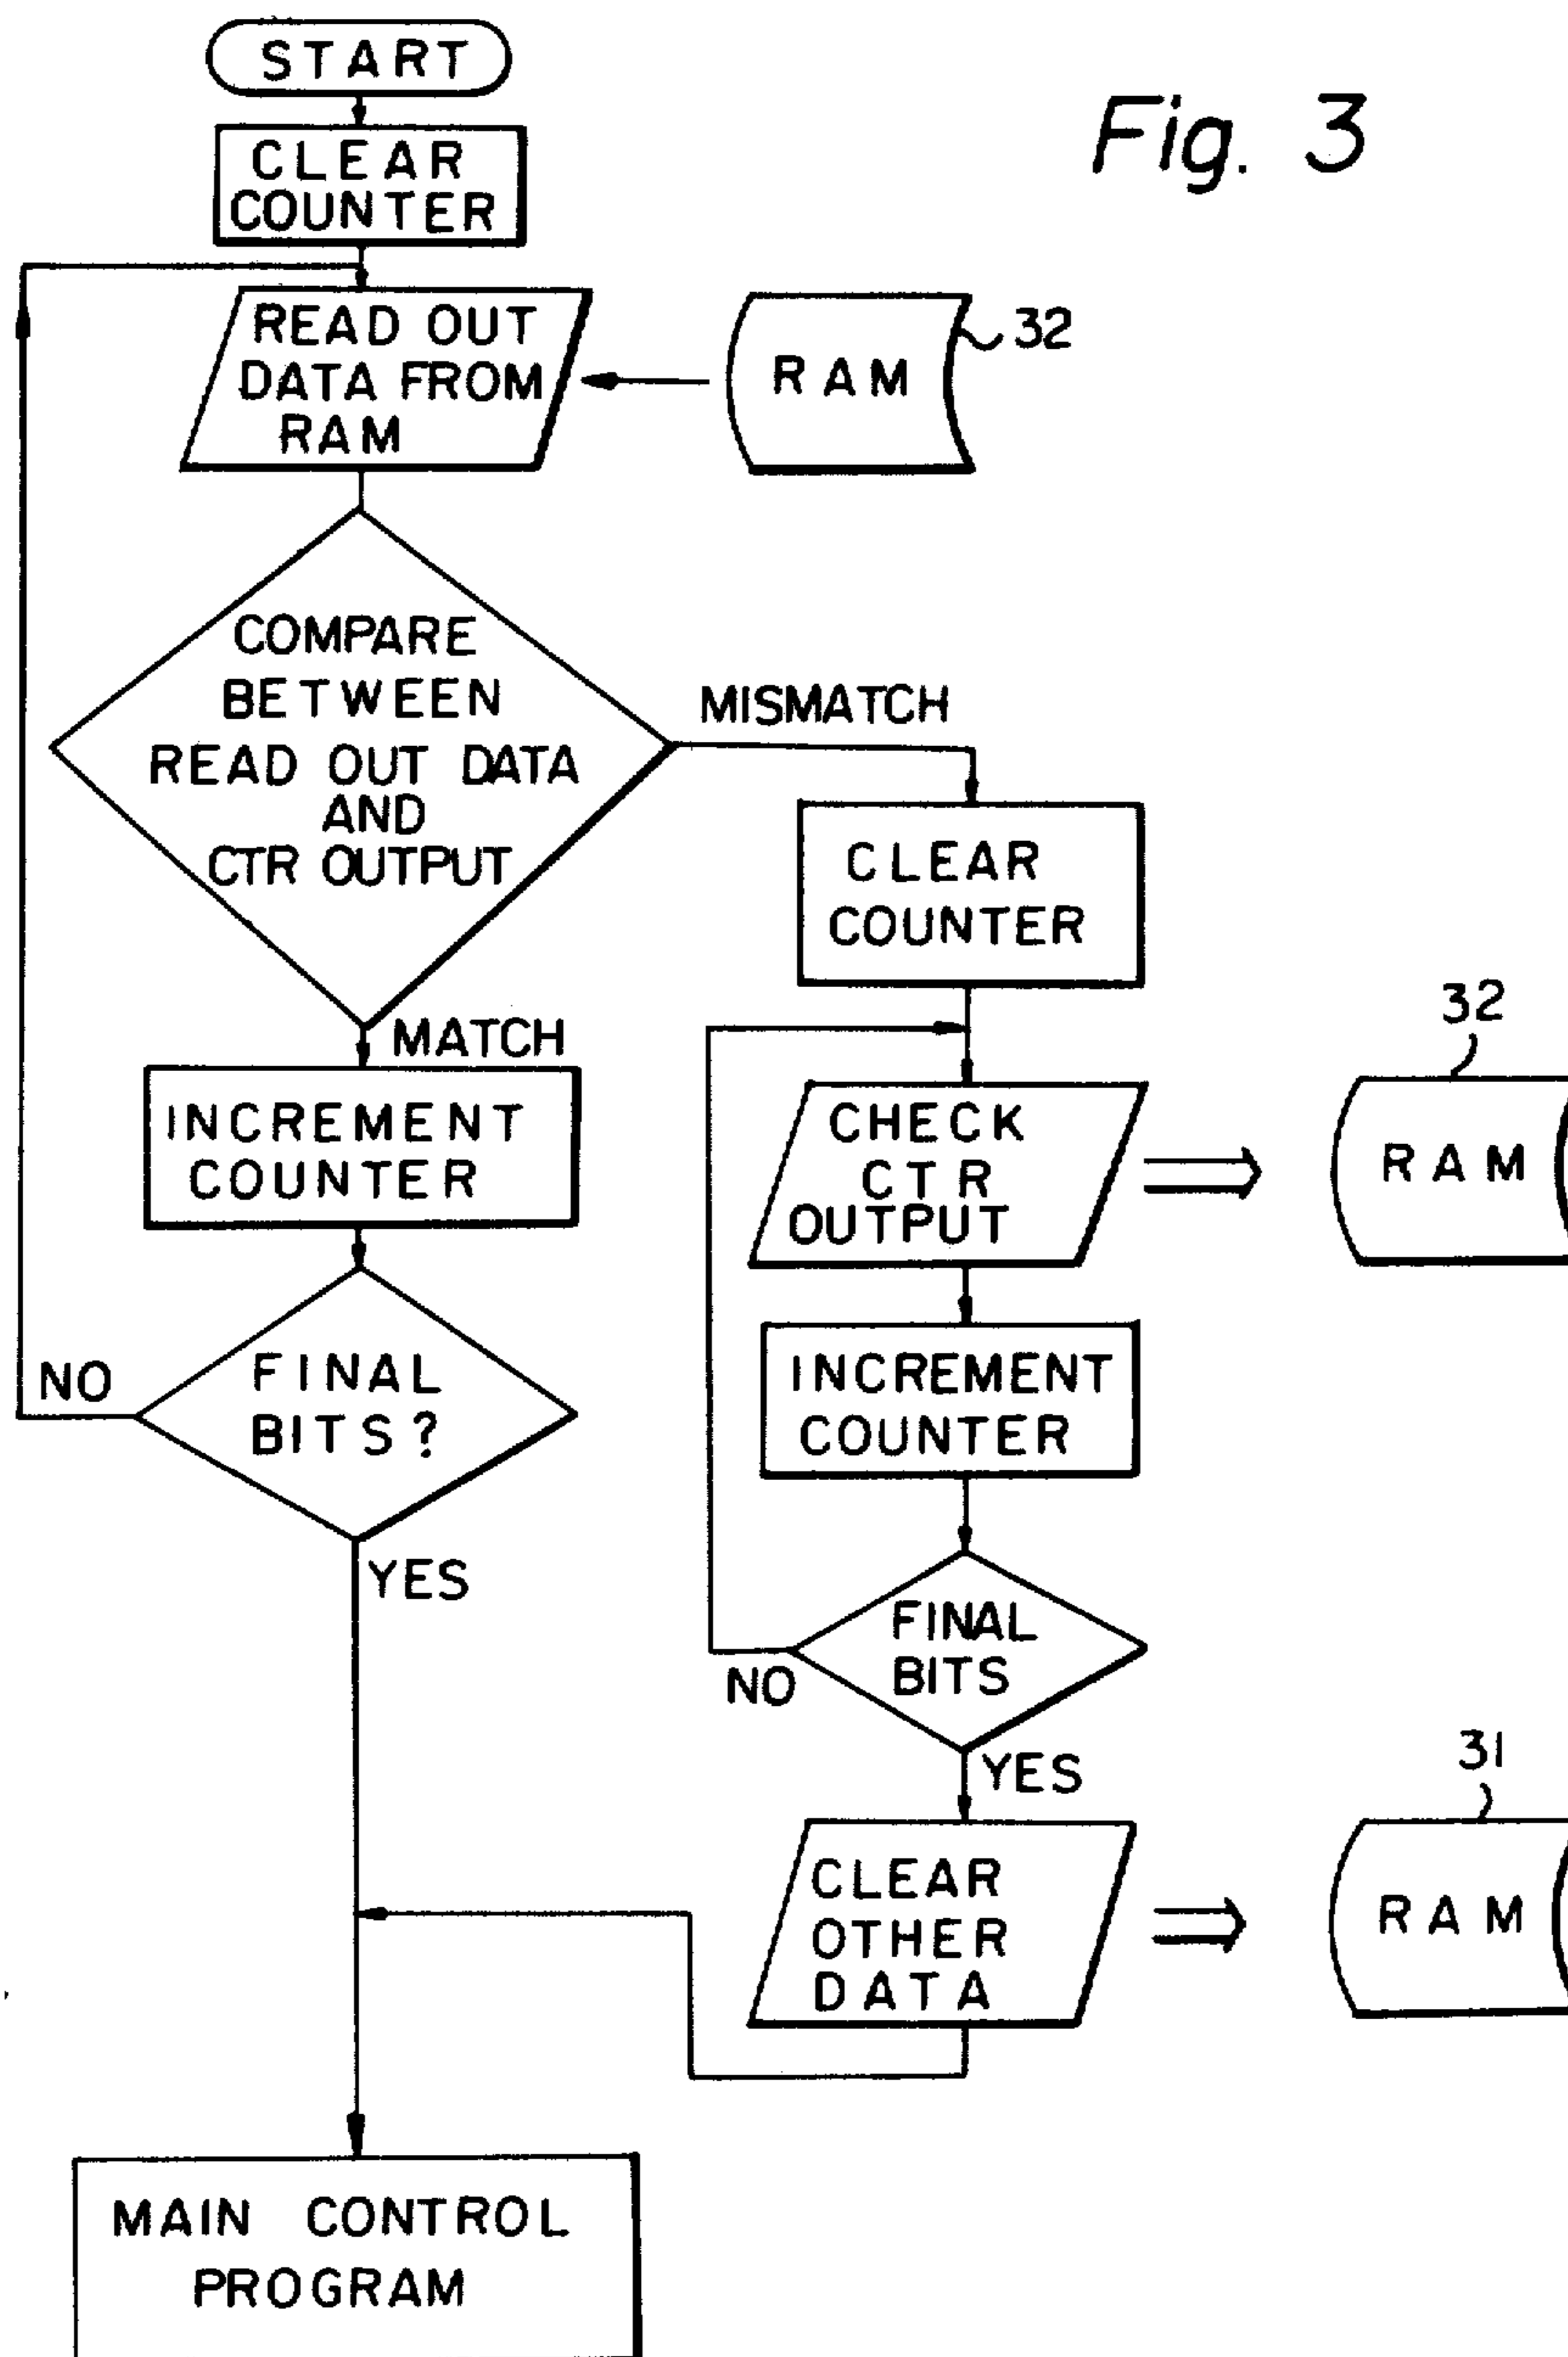 START
Fig. 3
CLEAR
COUNTER
READ OUT
DATA FROM
RAM
RAM
32
COMPARE
BETWEEN
READ OUT DATA
AND
CTR OUTPUT
MISMATCH
MATCH
CLEAR
COUNTER
INCREMENT
COUNTER
CHECK
CTR
OUTPUT
32
RAM
FINAL
BITS?
NO
YES
INCREMENT
COUNTER
FINAL
BITS
NO
YES
CLEAR
OTHER
DATA
31
RAM
MAIN CONTROL
PROGRAM